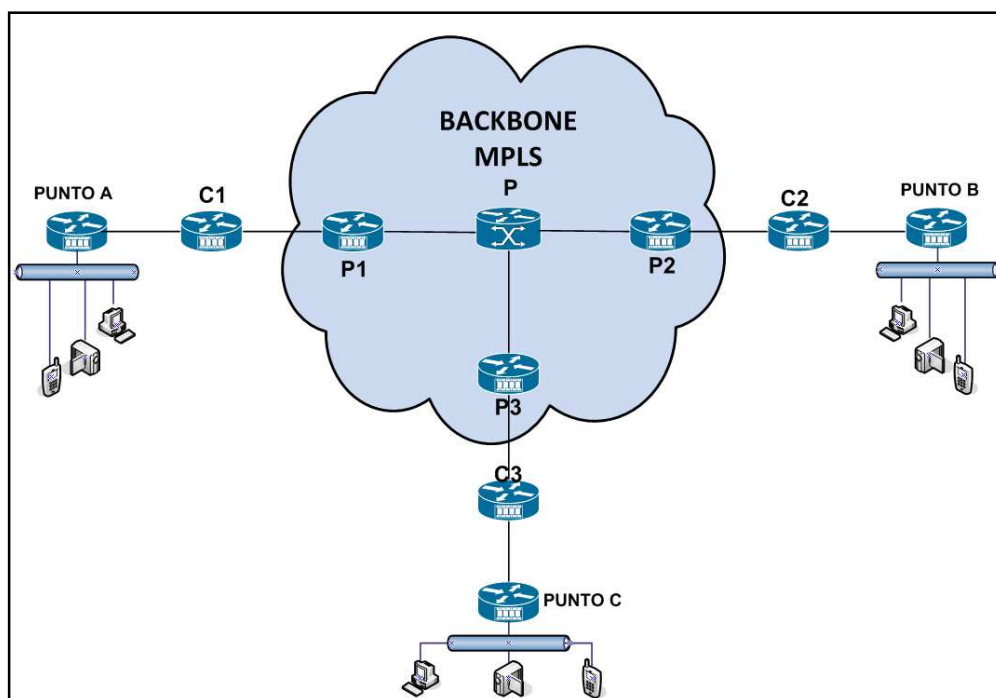 BACKBONE
MPLS
P
PUNTO A
C1
C2
PUNTO B
P1
P2
P3
C3
PUNTO C